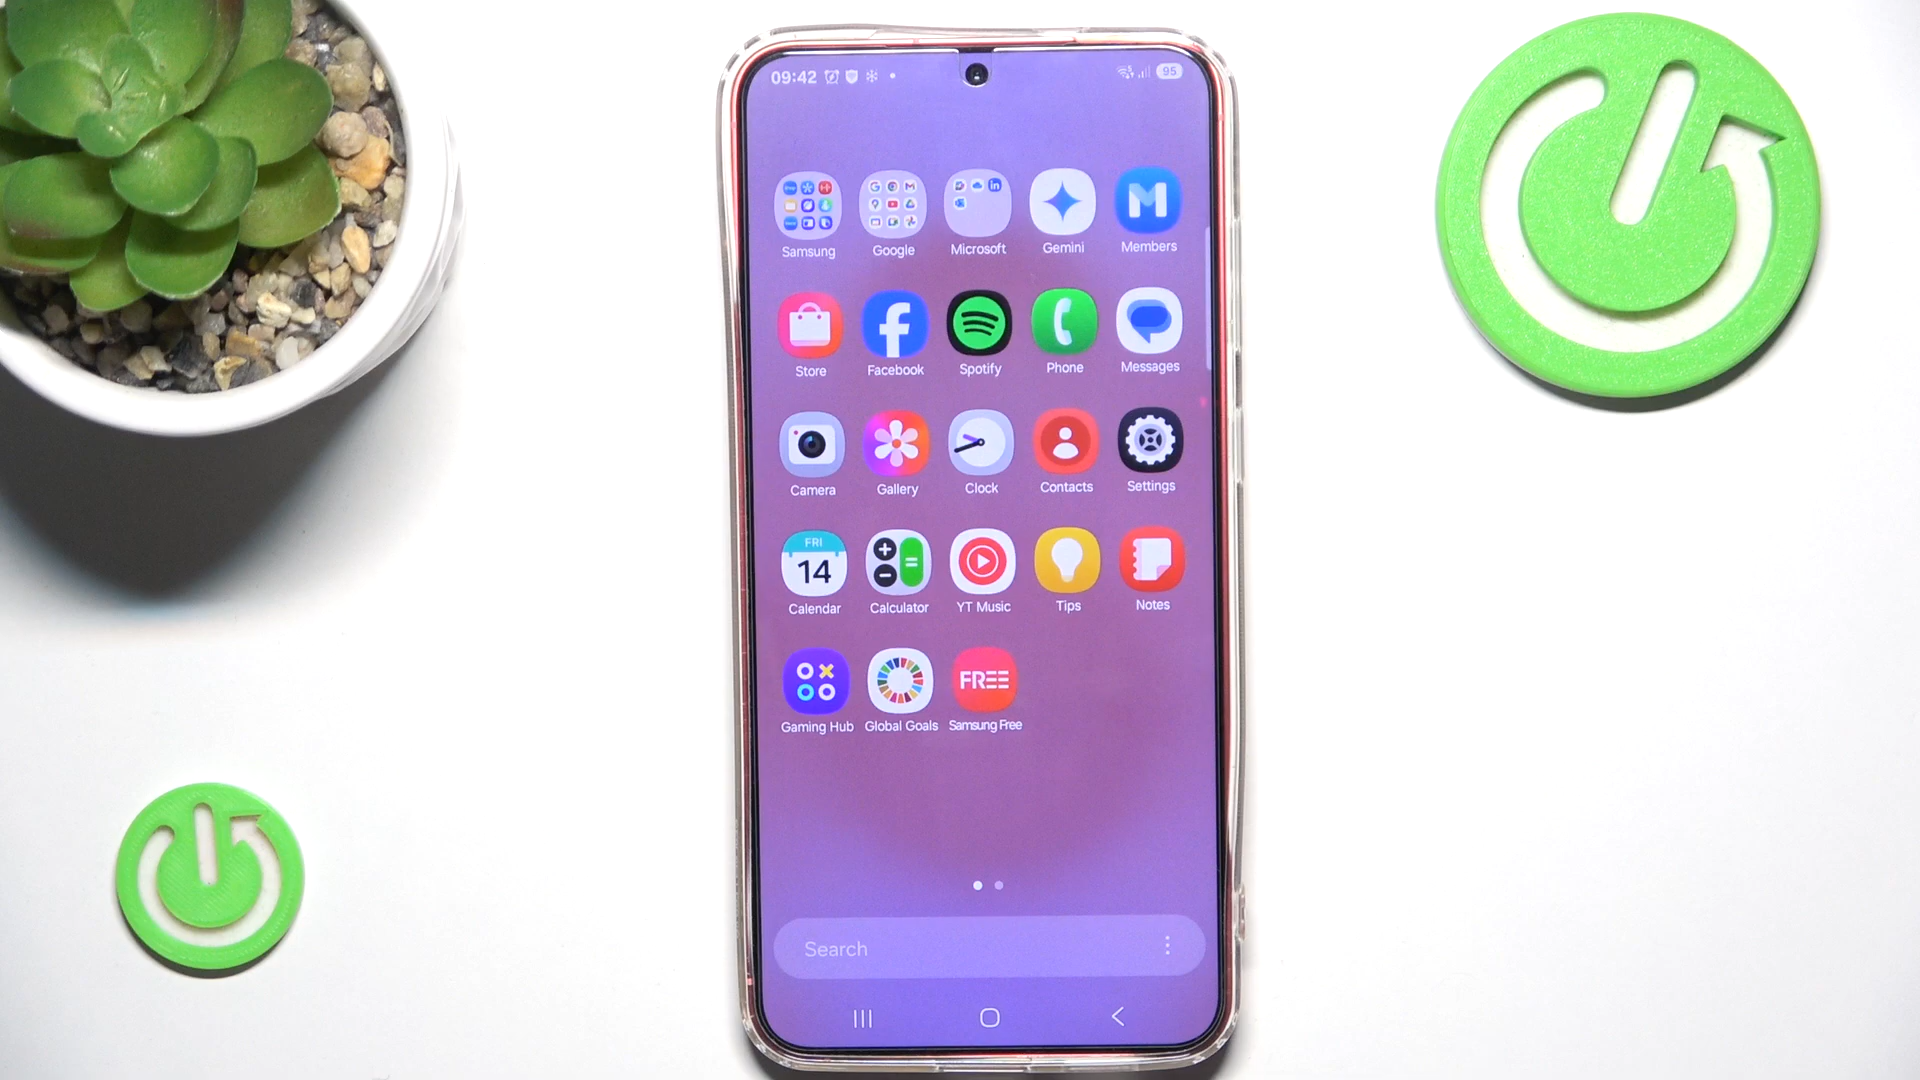 09:42
95
Samsung Google Microsoft Gemini Members
Store Facebook Spotify Phone Messages
Camera Gallery Clock Contacts Settings
FRI
14
Calendar Calculator YT Music Tips Notes
FREE
Gaming Hub Global Goals Samsung Free
Search